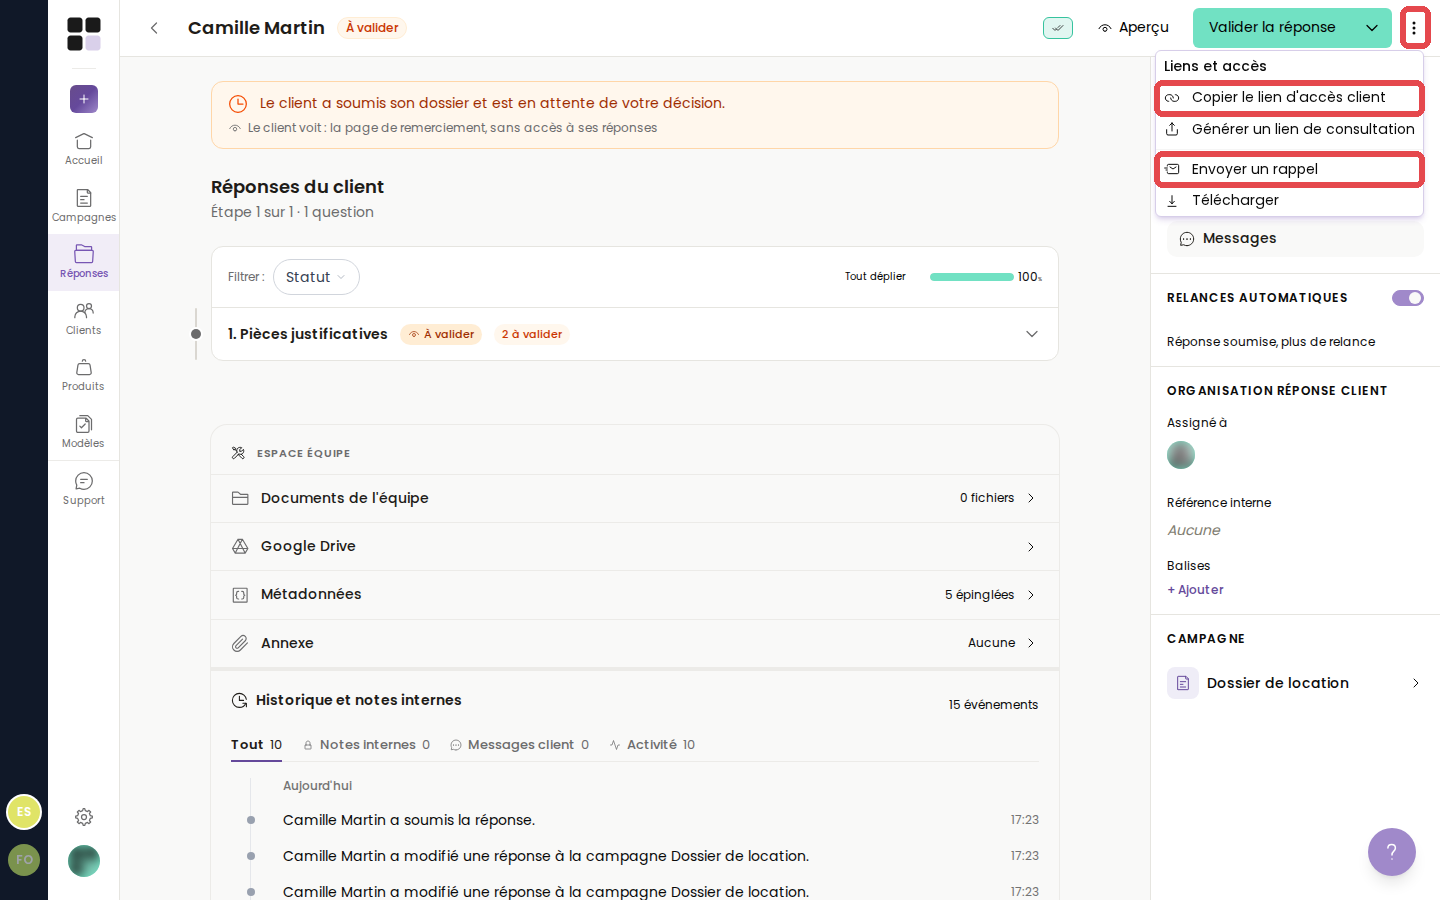 Camille Martin
À valider
Aperçu
Valider la réponse
Liens et accès
Copier le lien d'accès client
Générer un lien de consultation
Envoyer un rappel
Télécharger
Messages
Accueil
Campagnes
Réponses
Clients
Produits
Modèles
Support
ES
FO
Le client a soumis son dossier et est en attente de votre décision.
Le client voit : la page de remerciement, sans accès à ses réponses
Réponses du client
Étape 1 sur 1 · 1 question
Filtrer :
Statut
Tout déplier
100%
1. Pièces justificatives
À valider
2 à valider
ESPACE ÉQUIPE
Documents de l'équipe
0 fichiers
Google Drive
Métadonnées
5 épinglées
Annexe
Aucune
Historique et notes internes
15 événements
Tout 10
Notes internes 0
Messages client 0
Activité 10
Aujourd'hui
Camille Martin a soumis la réponse.
17:23
Camille Martin a modifié une réponse à la campagne Dossier de location.
17:23
Camille Martin a modifié une réponse à la campagne Dossier de location.
17:23
RELANCES AUTOMATIQUES
Réponse soumise, plus de relance
ORGANISATION RÉPONSE CLIENT
Assigné à
Référence interne
Aucune
Balises
+ Ajouter
CAMPAGNE
Dossier de location
?